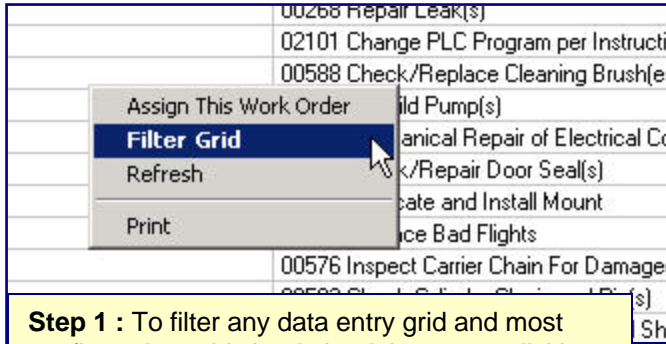 00268 Repair Leak(s)
02101 Change PLC Program per Instructi
00588 Check/Replace Cleaning Brush(e
Assign This Work Order
ild Pump(s)
Filter Grid
anical Repair of Electrical Co
Refresh
k/Repair Door Seal(s)
cate and Install Mount
Print
ce Bad Flights
00576 Inspect Carrier Chain For Damage
s)
Step 1 : To filter any data entry grid and most
Sh